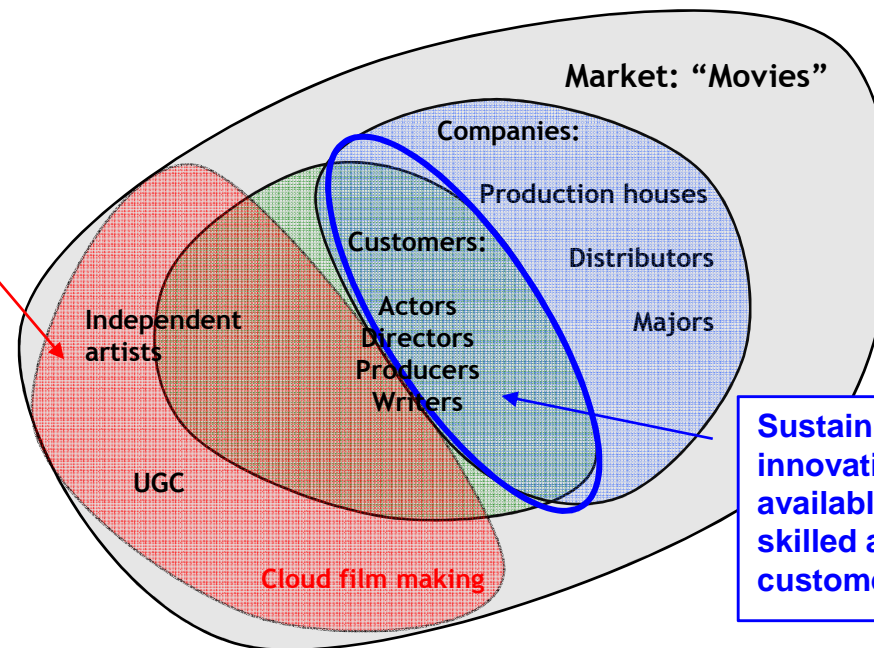 Market: “Movies”
Companies:
Production houses
Customers:
Distributors
Actors
Majors
Independent
artists
Directors
Producers
Writers
UGC
Cloud film making
Sustain
innovati
availabl
skilled a
custome